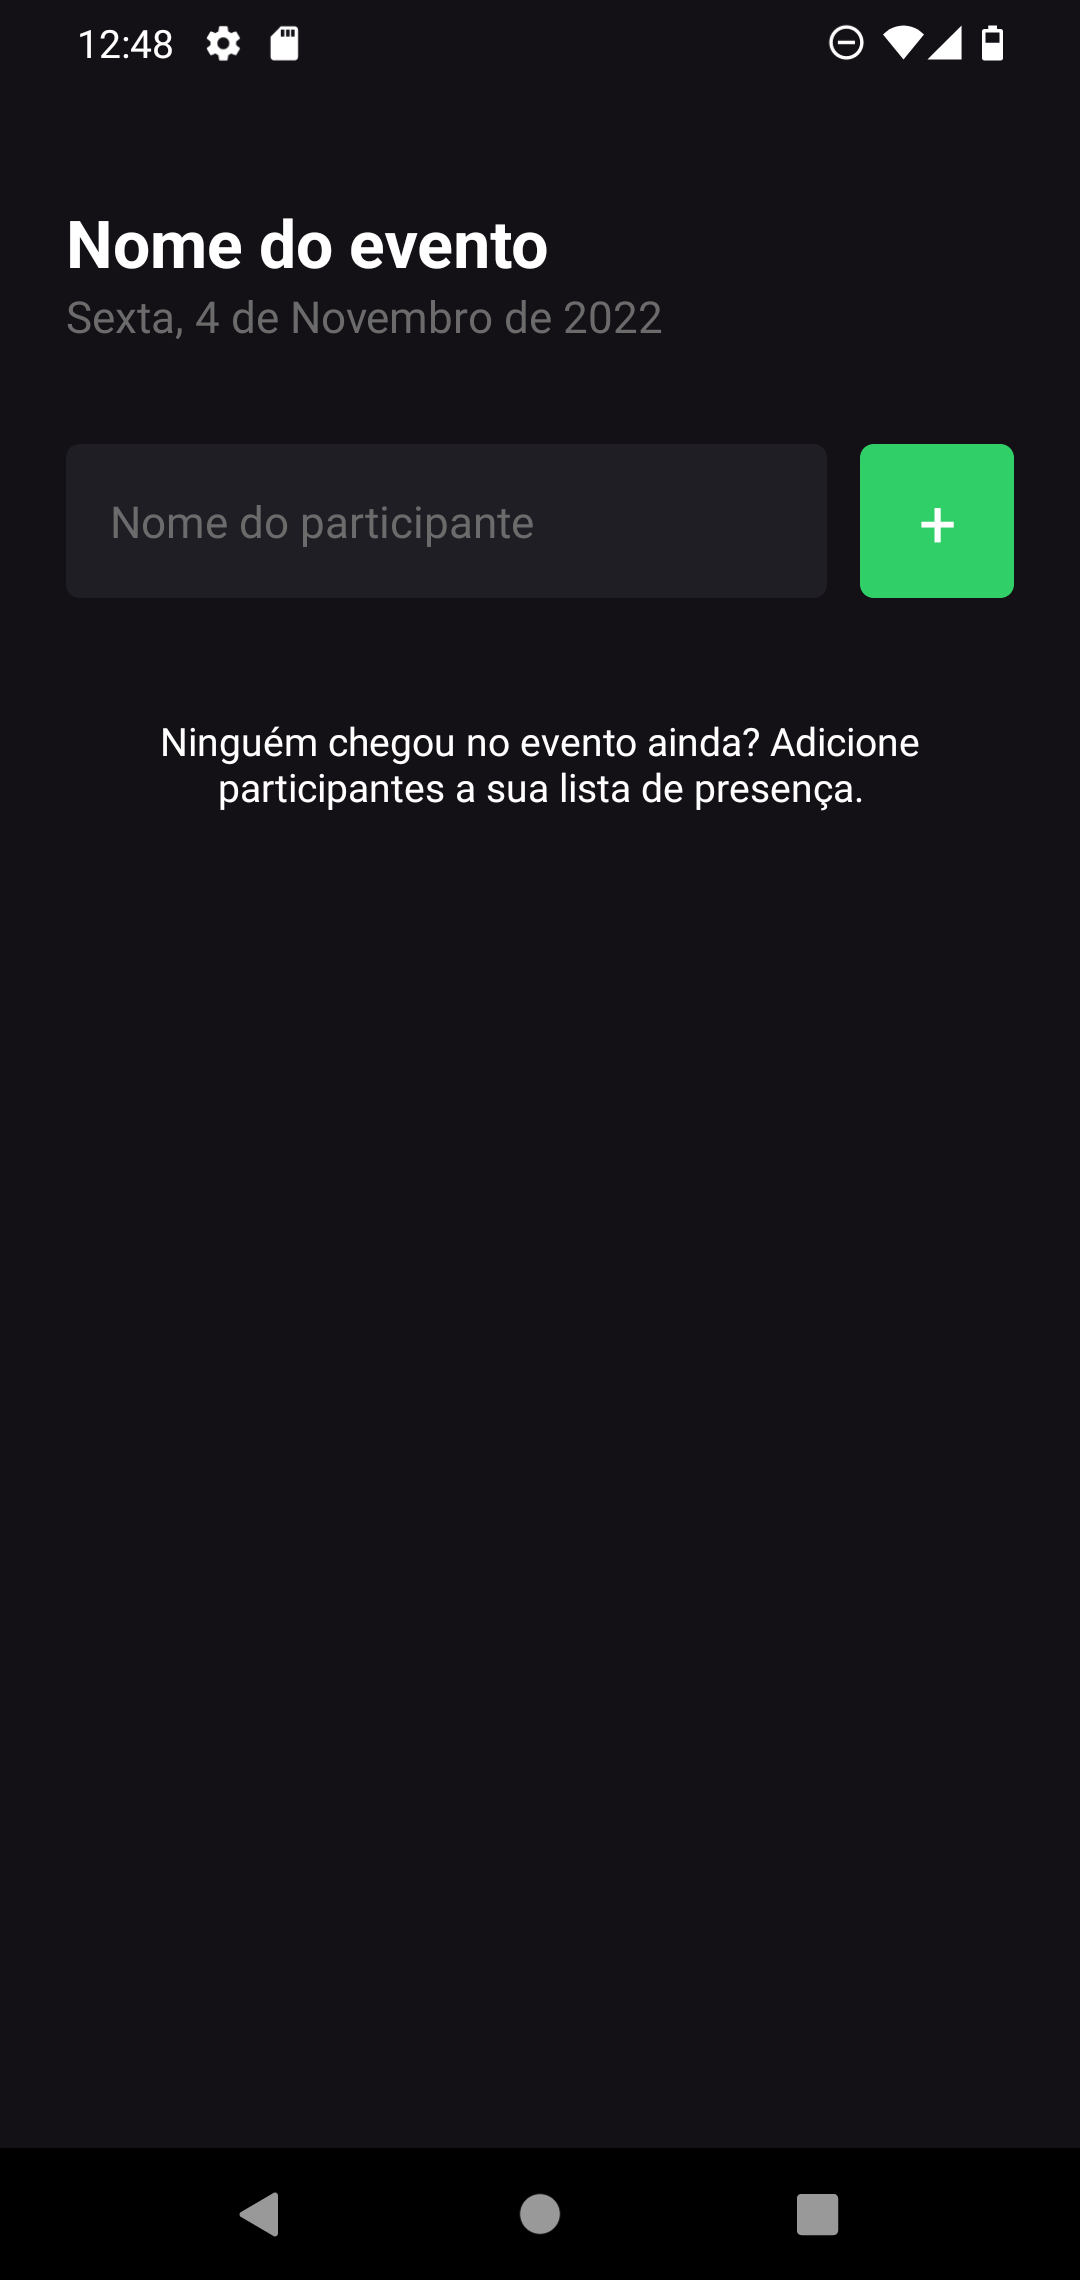 12:48
Nome do evento
Sexta, 4 de Novembro de 2022
Nome do participante
+
Ninguém chegou no evento ainda? Adicione
participantes a sua lista de presença.